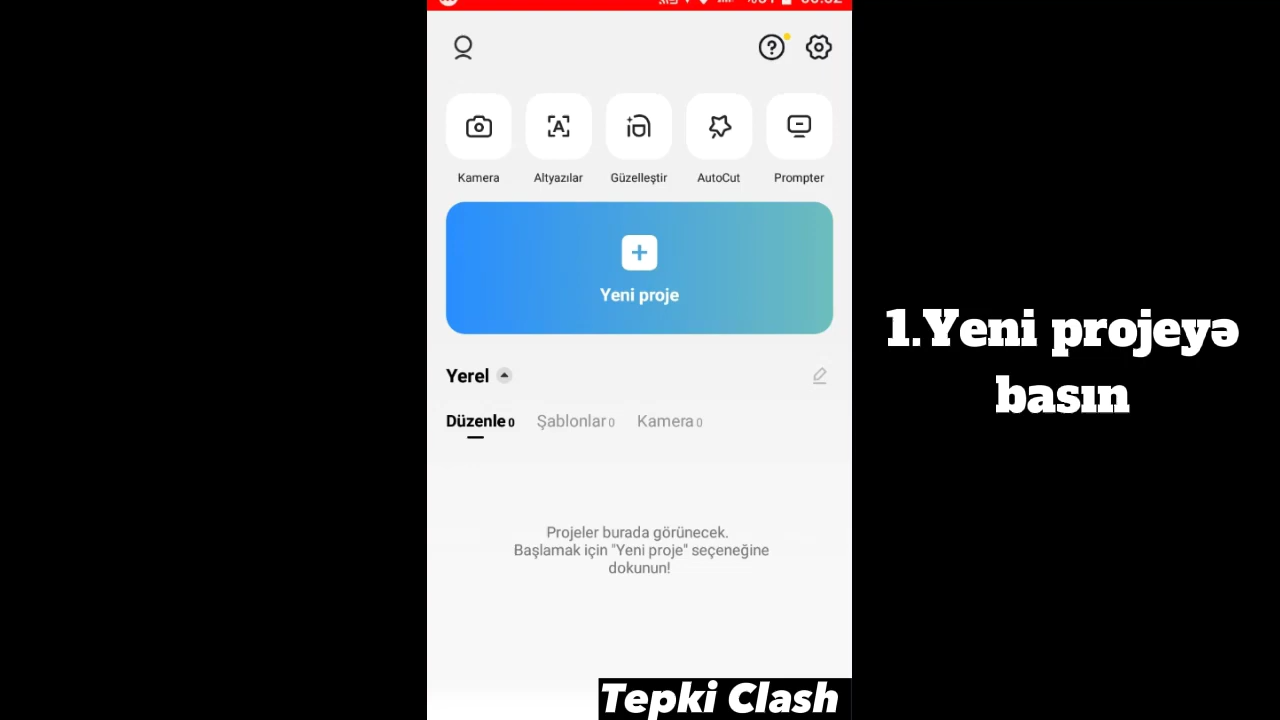 Kamera
Altyazılar
Güzelleştir
AutoCut
Prompter
Yeni proje
Yerel
Düzenle 0
Şablonlar 0
Kamera 0
Projeler burada görünecek.
Başlamak için "Yeni proje" seçeneğine
dokunun!
1.Yeni projeyə
basın
Tepki Clash